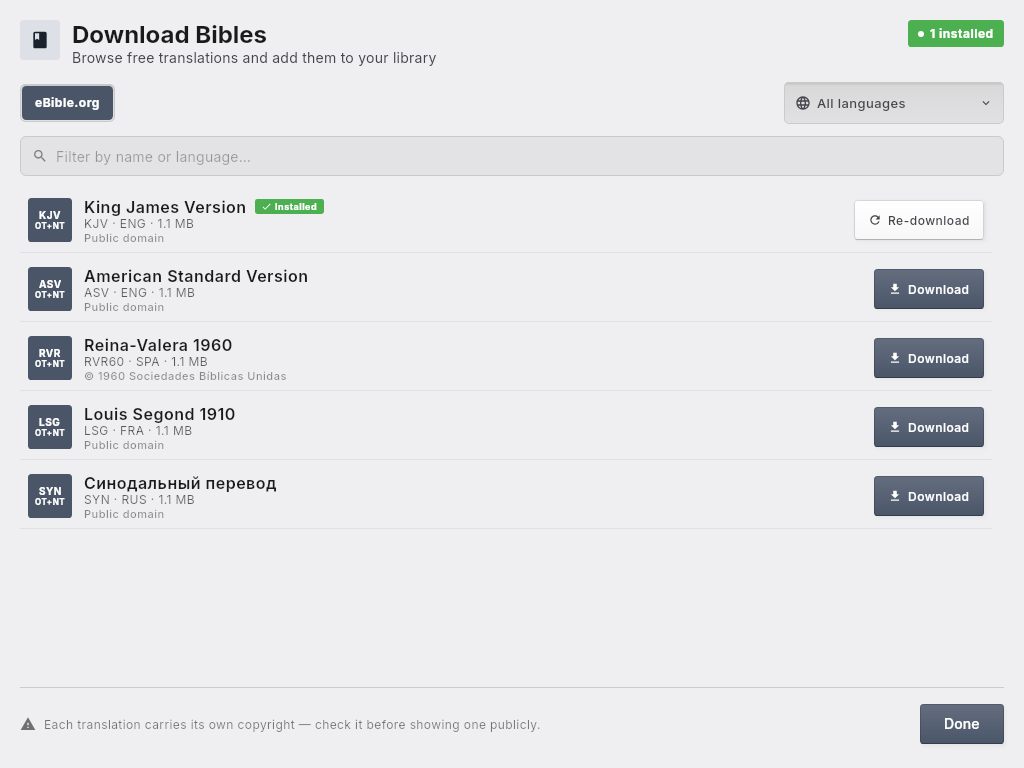 Download Bibles
Browse free translations and add them to your library
1 installed
eBible.org
All languages
Filter by name or language...
KJV
OT+NT
King James Version
Installed
KJV · ENG · 1.1 MB
Public domain
Re-download
ASV
OT+NT
American Standard Version
ASV · ENG · 1.1 MB
Public domain
Download
RVR
OT+NT
Reina-Valera 1960
RVR60 · SPA · 1.1 MB
© 1960 Sociedades Bíblicas Unidas
Download
LSG
OT+NT
Louis Segond 1910
LSG · FRA · 1.1 MB
Public domain
Download
SYN
OT+NT
Синодальный перевод
SYN · RUS · 1.1 MB
Public domain
Download
Each translation carries its own copyright — check it before showing one publicly.
Done